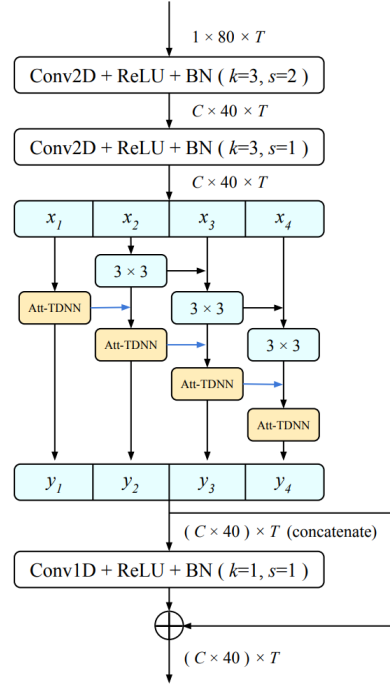 1 × 80 × T
Conv2D + ReLU + BN ( k=3, s=2 )
C × 40 × T
Conv2D + ReLU + BN ( k=3, s=1 )
C × 40 × T
x1 x2 x3 x4
3 × 3
Att-TDNN 3 × 3
Att-TDNN 3 × 3
Att-TDNN
Att-TDNN
y1 y2 y3 y4
( C × 40 ) × T (concatenate)
Conv1D + ReLU + BN ( k=1, s=1 )
( C × 40 ) × T